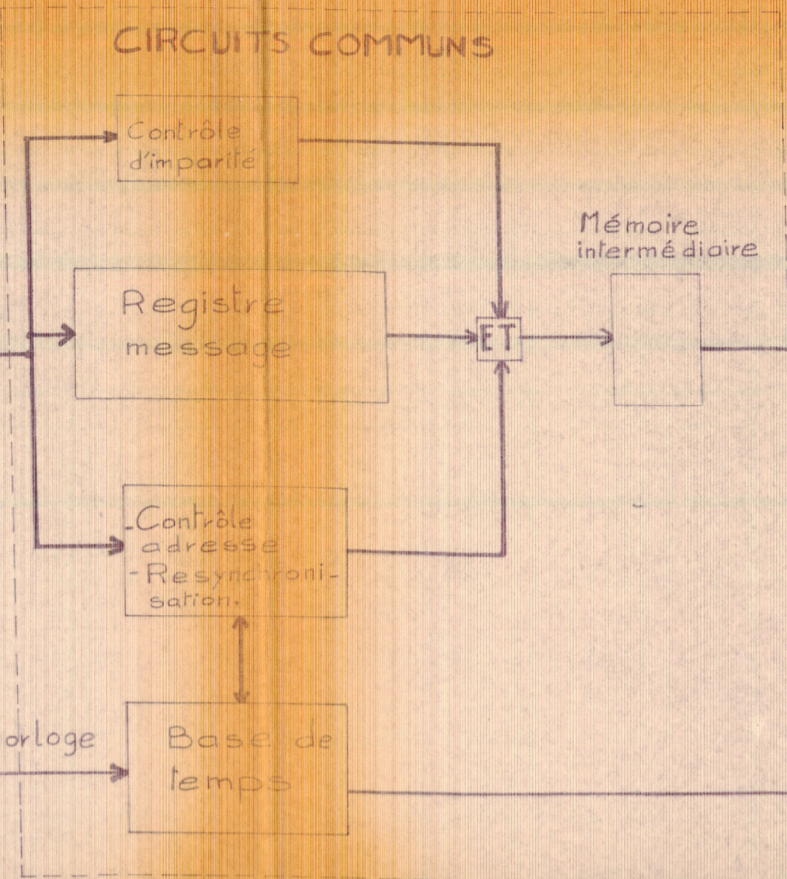 CIRCUITS COMMUNS
Contrôle
d'imparité
Mémoire
intermédiaire
Registre
message
ET
-Contrôle
adresse
-Resynchroni-
sation.
orloge
Base de
temps